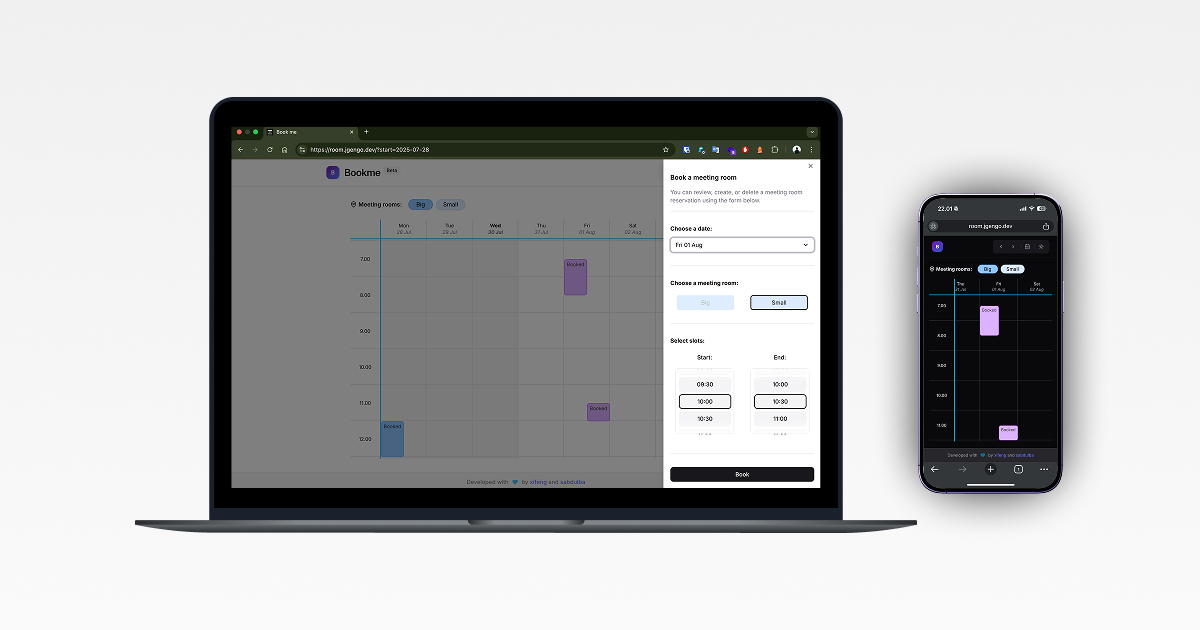 Book me
https://room.jgengo.dev/?start=2025-07-28
B
Bookme
Beta
Meeting rooms:
Big
Small
Mon
28 Jul
Tue
29 Jul
Wed
30 Jul
Thu
31 Jul
Fri
01 Aug
Sat
02 Aug
7.00
8.00
9.00
10.00
11.00
12.00
Booked
Booked
Booked
Developed with 💙 by xifeng and sabduba
Book a meeting room
You can review, create, or delete a meeting room
reservation using the form below.
Choose a date:
Fri 01 Aug
Choose a meeting room:
Big
Small
Select slots:
Start:
End:
09:30
10:00
10:30
10:00
10:30
11:00
Book
22.01
room.jgengo.dev
B
Meeting rooms:
Big
Small
Thu
31 Jul
Fri
01 Aug
Sat
02 Aug
7.00
8.00
9.00
10.00
11.00
Booked
Booked
Developed with 💙 by xifeng and sabduba